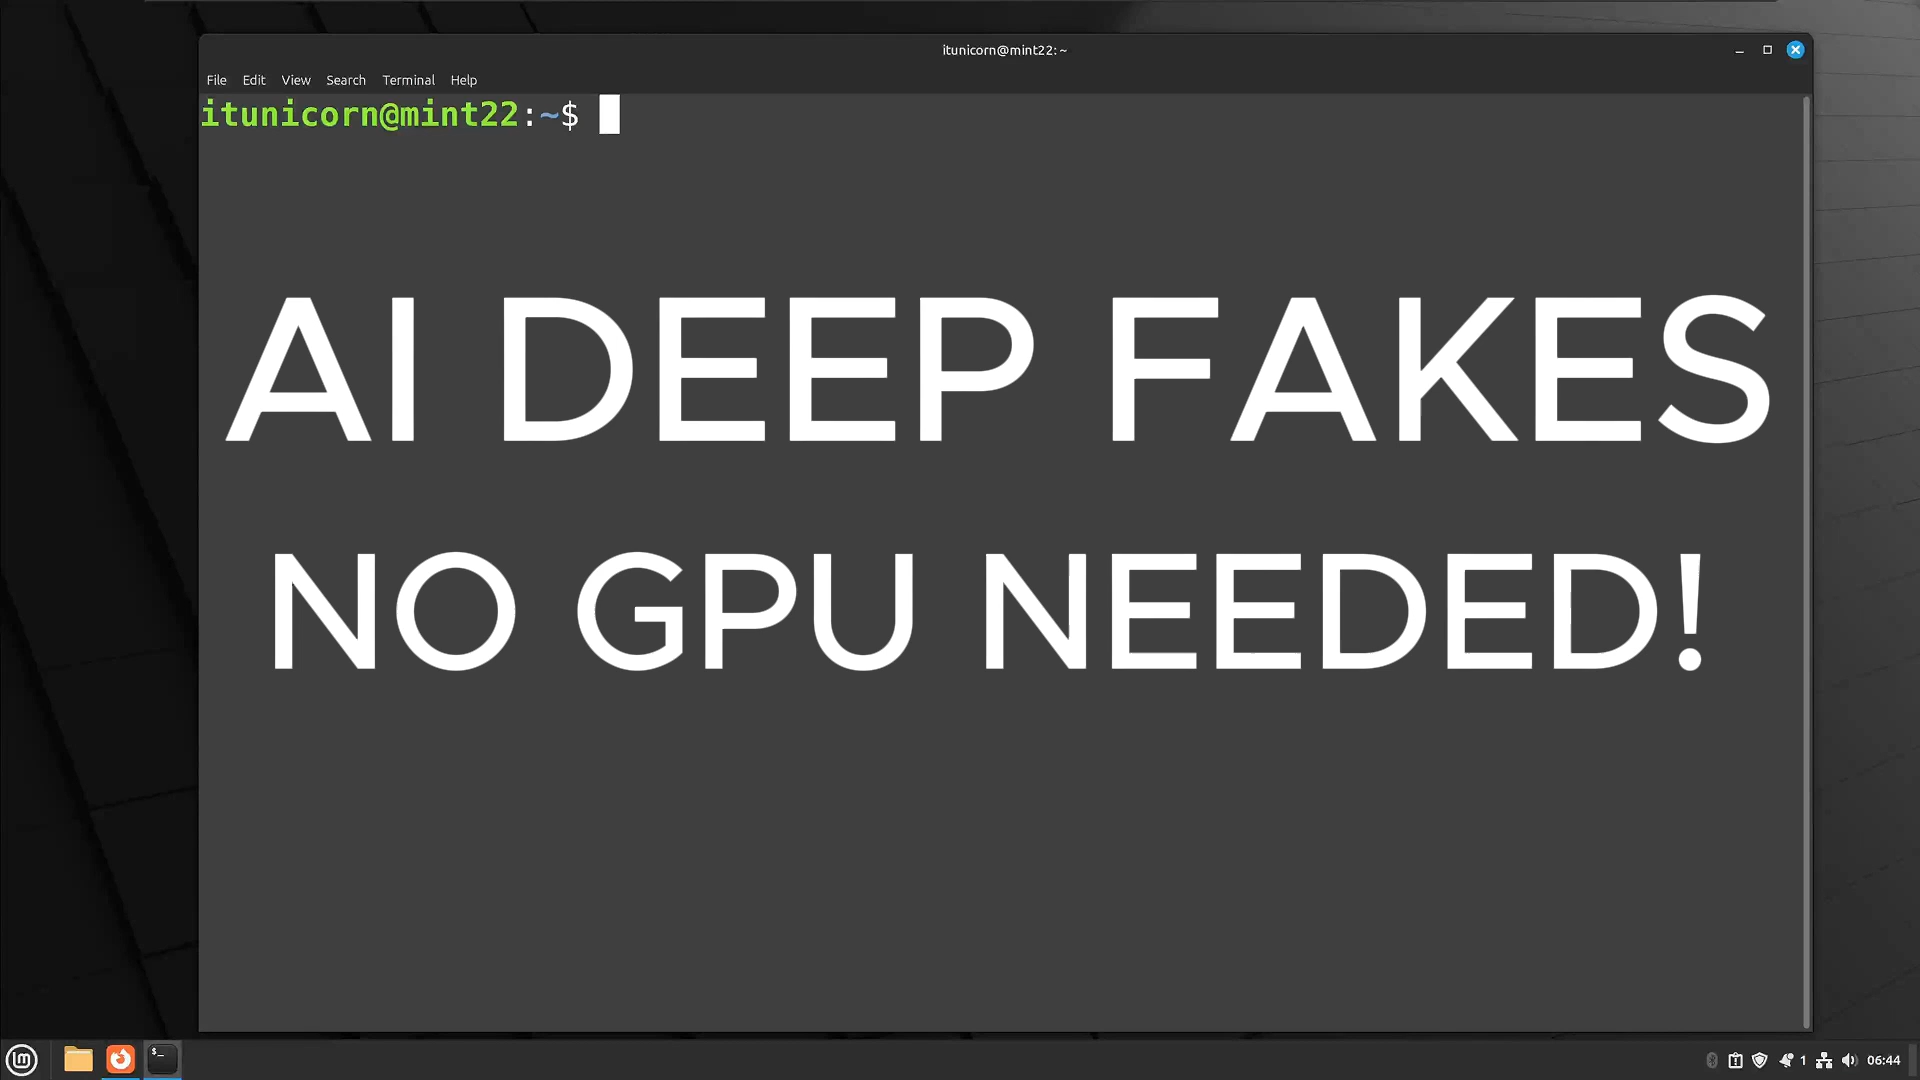 itunicorn@mint22:~
File Edit View Search Terminal Help
itunicorn@mint22:~$
AI DEEP FAKES
NO GPU NEEDED!
1 06:44